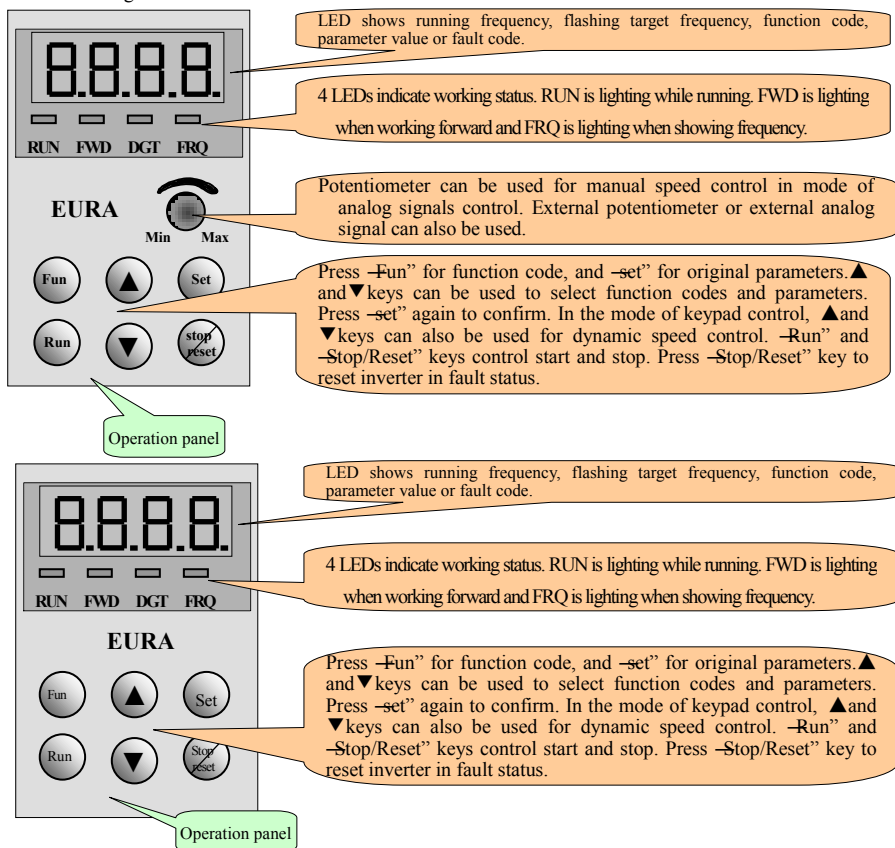 LED shows running frequency, flashing target frequency, function code,
parameter value or fault code.
8.8.8.8.
4 LEDs indicate working status. RUN is lighting while running. FWD is lighting
when working forward and FRQ is lighting when showing frequency.
RUN FWD DGT FRQ
EURA
Min Max
Potentiometer can be used for manual speed control in mode of
analog signals control. External potentiometer or external analog
signal can also be used.
Fun ▲ Set
Run ▼ stop
reset
Press ―Fun” for function code, and ―set” for original parameters.▲
and▼keys can be used to select function codes and parameters.
Press ―set” again to confirm. In the mode of keypad control, ▲and
▼keys can also be used for dynamic speed control. ―Run” and
―Stop/Reset” keys control start and stop. Press ―Stop/Reset” key to
reset inverter in fault status.
Operation panel
LED shows running frequency, flashing target frequency, function code,
parameter value or fault code.
8.8.8.8.
4 LEDs indicate working status. RUN is lighting while running. FWD is lighting
when working forward and FRQ is lighting when showing frequency.
RUN FWD DGT FRQ
EURA
Fun ▲ Set
Run ▼ Stop
reset
Press ―Fun” for function code, and ―set” for original parameters.▲
and▼keys can be used to select function codes and parameters.
Press ―set” again to confirm. In the mode of keypad control, ▲and
▼keys can also be used for dynamic speed control. ―Run” and
―Stop/Reset” keys control start and stop. Press ―Stop/Reset” key to
reset inverter in fault status.
Operation panel